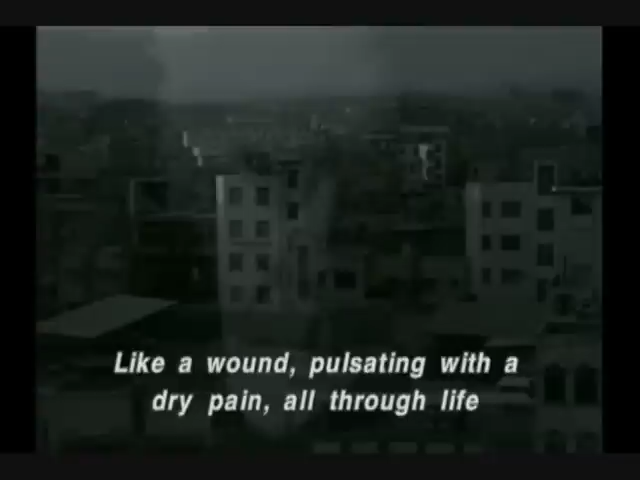 Like a wound, pulsating with a
dry pain, all through life